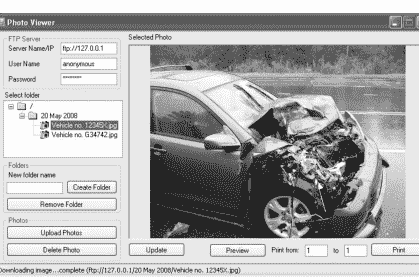 Photo Viewer
FTP Server
Server Name/IP ftp://127.0.0.1
User Name anonymous
Password ********
Select folder
/
20 May 2008
Vehicle no. 12345X.jpg
Vehicle no. G34742.jpg
Folders
New folder name
Create Folder
Remove Folder
Photos
Upload Photos
Delete Photo
Selected Photo
Update Preview Print from: 1 to 1 Print
Downloading image...complete (ftp://127.0.0.1/20 May 2008/Vehicle no. 12345X.jpg)